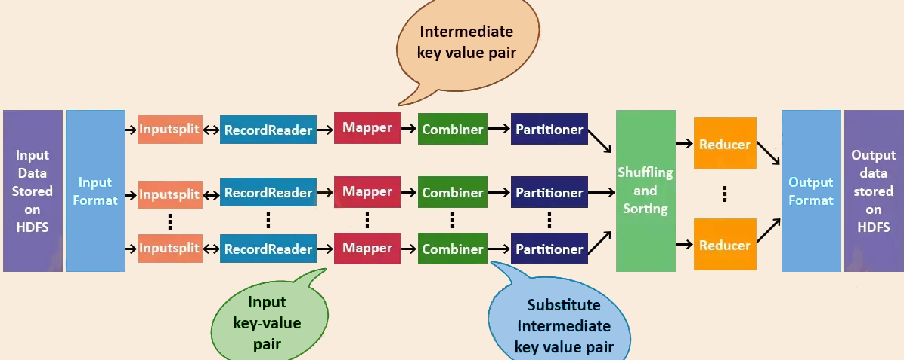 Intermediate
key value pair
Input
Data
Stored
on
HDFS
Input
Format
Inputsplit
RecordReader
Mapper
Combiner
Partitioner
Inputsplit
RecordReader
Mapper
Combiner
Partitioner
Inputsplit
RecordReader
Mapper
Combiner
Partitioner
Shuffling
and
Sorting
Reducer
Reducer
Output
Format
Output
data
stored
on
HDFS
Input
key-value
pair
Substitute
Intermediate
key value pair